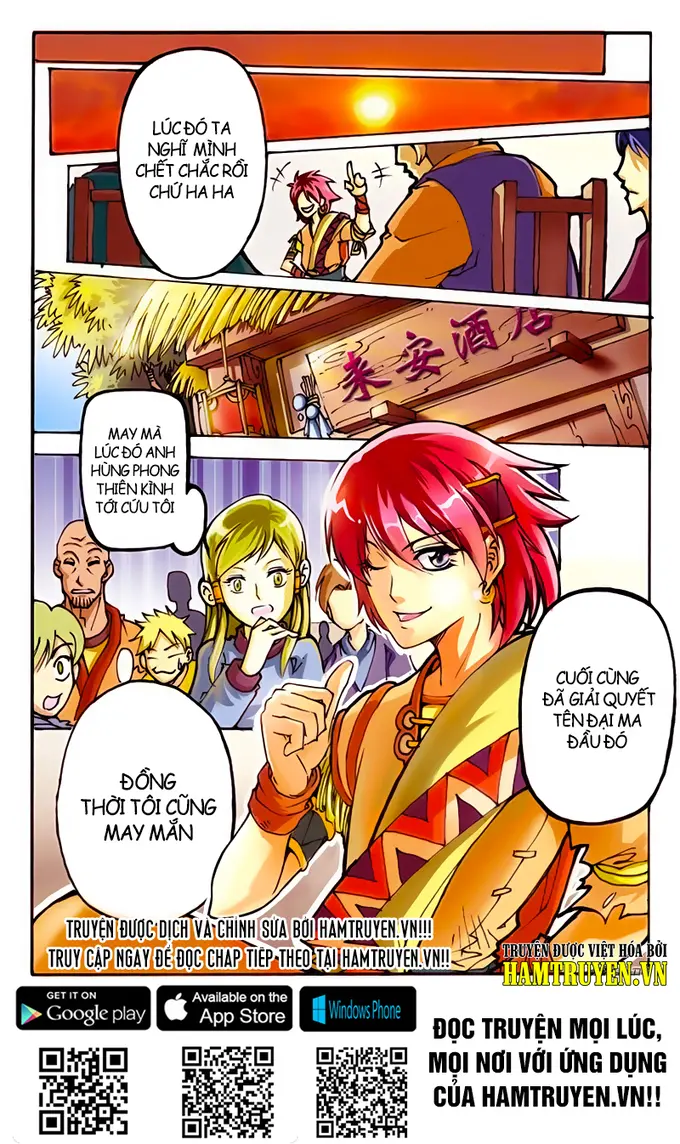 LÚC ĐÓ TA
NGHĨ MÌNH
CHẾT CHẮC RỒI
CHỨ HA HA
来安酒店
MAY MÀ
LÚC ĐÓ ANH
HÙNG PHONG
THIÊN KÌNH
TỚI CỨU TÔI
CUỐI CÙNG
ĐÃ GIẢI QUYẾT
TÊN ĐẠI MA
ĐẦU ĐÓ
ĐỒNG
THỜI TÔI CŨNG
MAY MẮN
TRUYỆN ĐƯỢC DỊCH VÀ CHỈNH SỬA BỞI HAMTRUYEN.VN!!!
TRUY CẬP NGAY ĐỂ ĐỌC CHAP TIẾP THEO TẠI HAMTRUYEN.VN!!
TRUYỆN ĐƯỢC VIỆT HÓA BỞI
HAMTRUYEN.VN
GET IT ON
Google play
Available on the
App Store
Windows Phone
ĐỌC TRUYỆN MỌI LÚC,
MỌI NƠI VỚI ỨNG DỤNG
CỦA HAMTRUYEN.VN!!